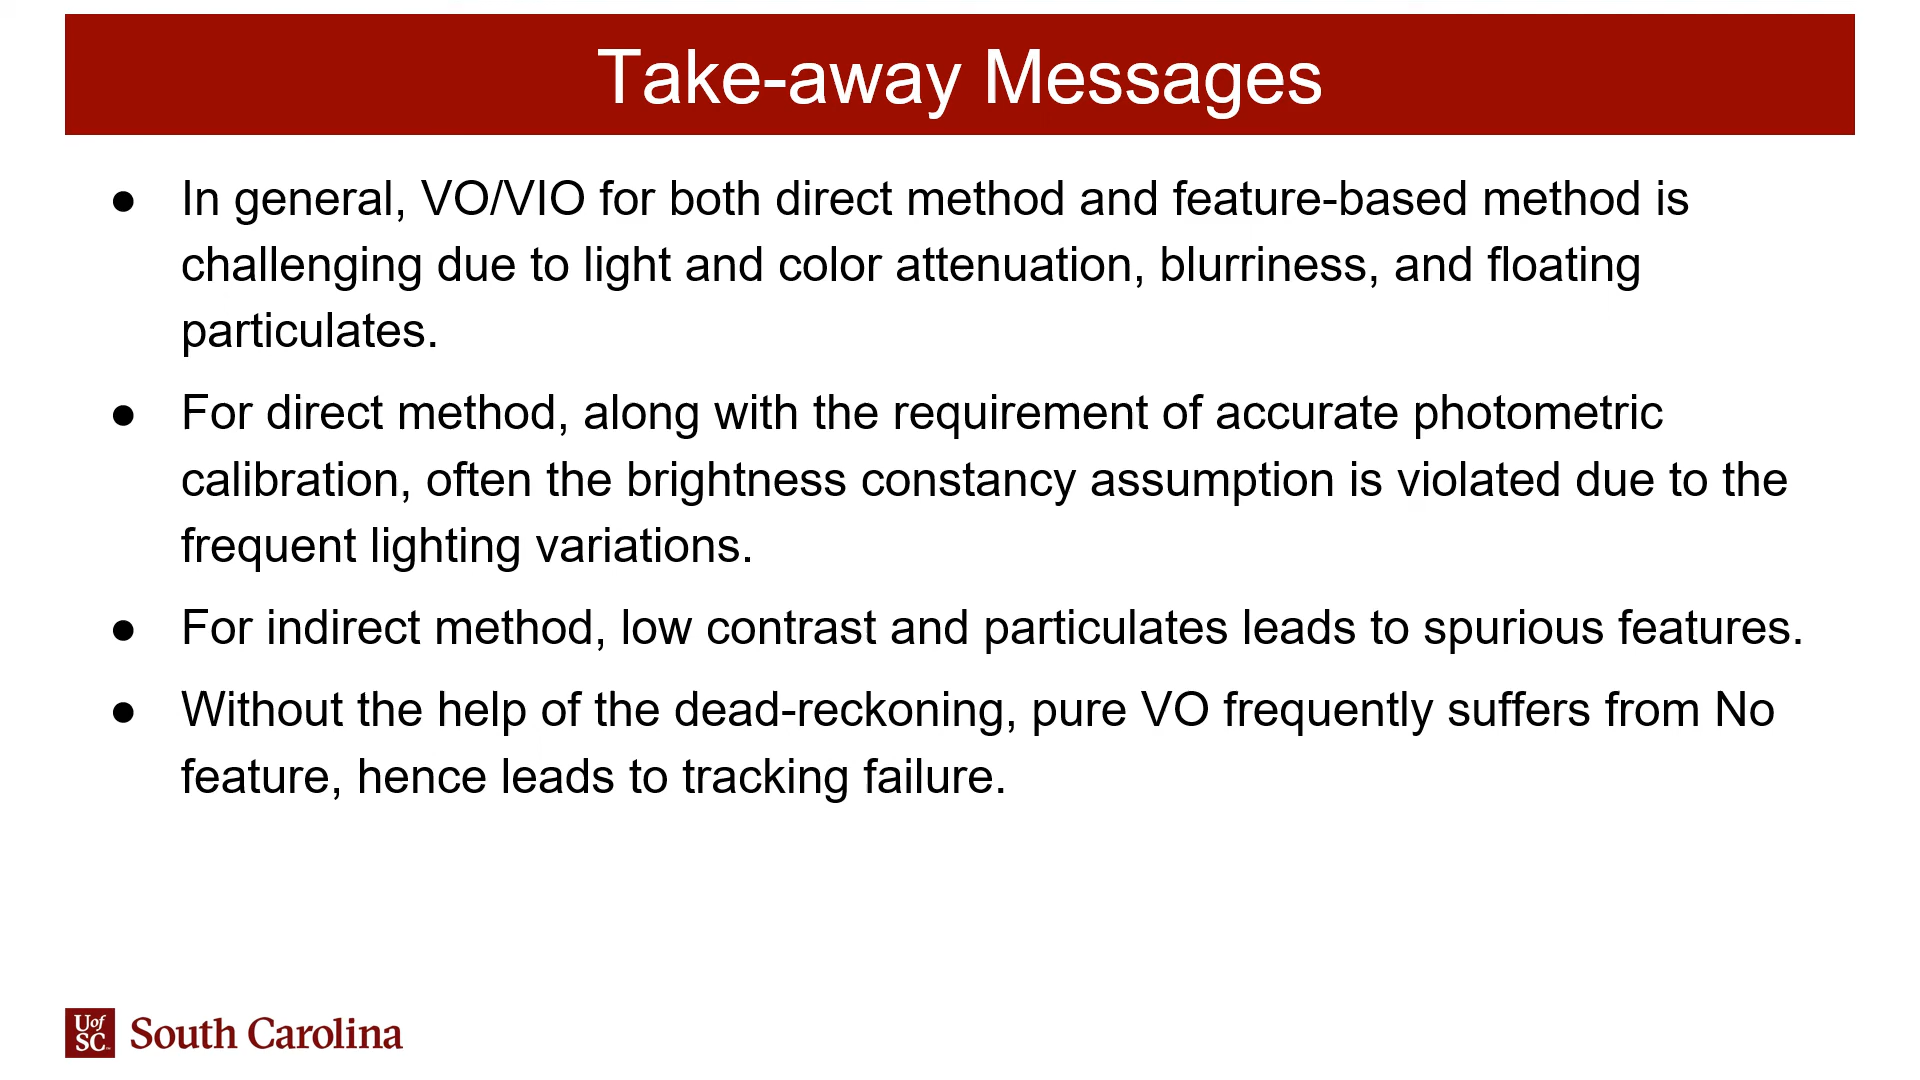 Take-away Messages
● In general, VO/VIO for both direct method and feature-based method is
challenging due to light and color attenuation, blurriness, and floating
particulates.
● For direct method, along with the requirement of accurate photometric
calibration, often the brightness constancy assumption is violated due to the
frequent lighting variations.
● For indirect method, low contrast and particulates leads to spurious features.
● Without the help of the dead-reckoning, pure VO frequently suffers from No
feature, hence leads to tracking failure.
UofSC South Carolina